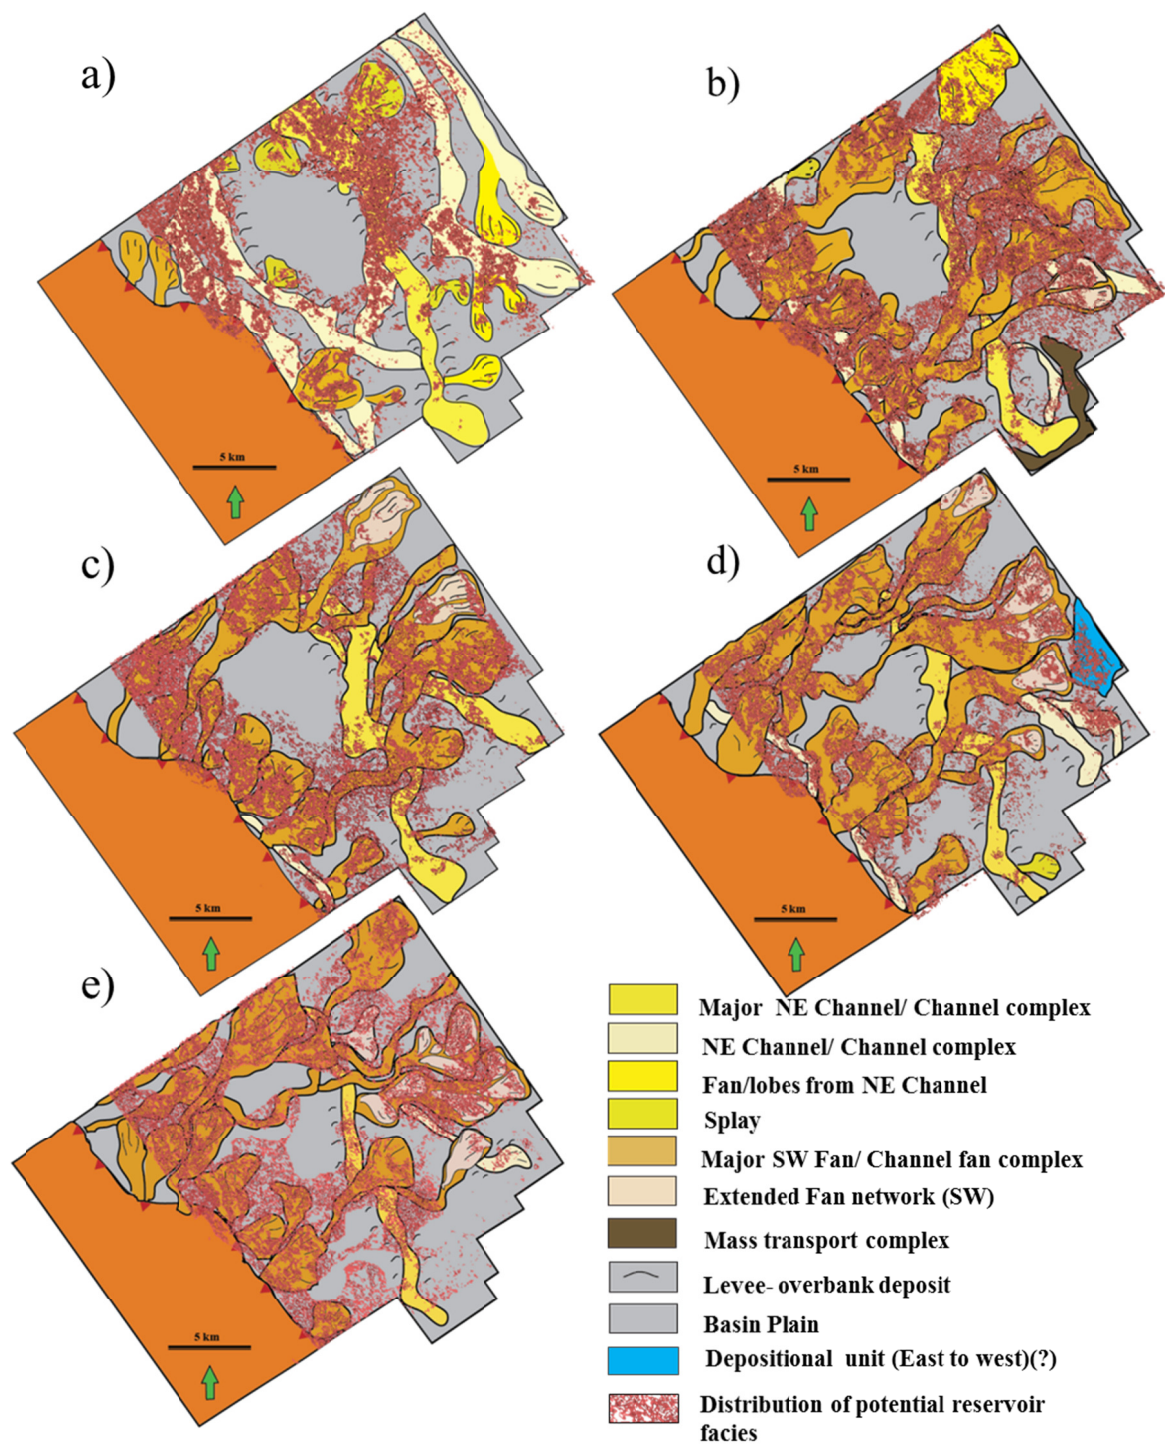 a)
b)
5 km
5 km
c)
d)
5 km
5 km
e)
5 km
Major NE Channel/ Channel complex
NE Channel/ Channel complex
Fan/lobes from NE Channel
Splay
Major SW Fan/ Channel fan complex
Extended Fan network (SW)
Mass transport complex
Levee- overbank deposit
Basin Plain
Depositional unit (East to west)(?)
Distribution of potential reservoir
facies